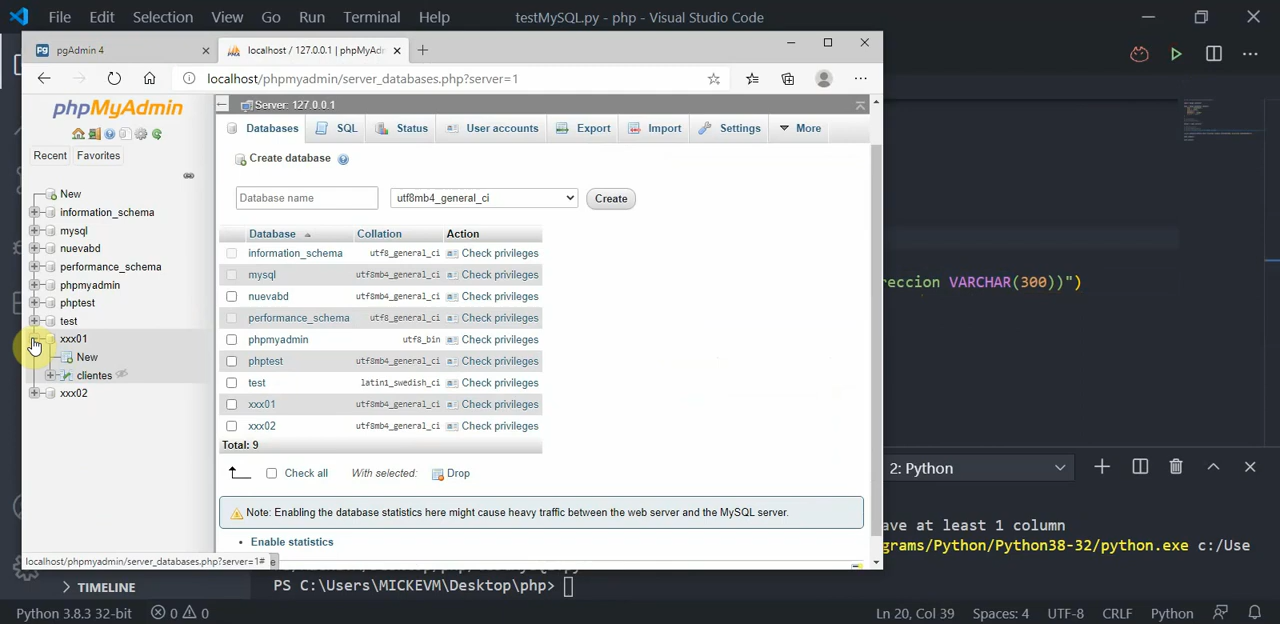 File Edit Selection View Go Run Terminal Help testMySQL.py - php - Visual Studio Code
pgAdmin 4
localhost / 127.0.0.1 | phpMyAdm
localhost/phpmyadmin/server_databases.php?server=1
phpMyAdmin
Recent Favorites
New
information_schema
mysql
nuevabd
performance_schema
phpmyadmin
phptest
test
xxx01
New
clientes
xxx02
Server: 127.0.0.1
Databases SQL Status User accounts Export Import Settings More
Create database
Database name utf8mb4_general_ci Create
Database Collation Action
information_schema utf8_general_ci Check privileges
mysql utf8mb4_general_ci Check privileges
nuevabd utf8mb4_general_ci Check privileges
performance_schema utf8_general_ci Check privileges
phpmyadmin utf8_bin Check privileges
phptest utf8mb4_general_ci Check privileges
test latin1_swedish_ci Check privileges
xxx01 utf8mb4_general_ci Check privileges
xxx02 utf8mb4_general_ci Check privileges
Total: 9
Check all With selected: Drop
Note: Enabling the database statistics here might cause heavy traffic between the web server and the MySQL server.
Enable statistics
localhost/phpmyadmin/server_databases.php?server=1#
reccion VARCHAR(300))")
2: Python
ave at least 1 column
grams/Python/Python38-32/python.exe c:/Use
PS C:\Users\MICKEVM\Desktop\php>
TIMELINE
Python 3.8.3 32-bit 0 0 Ln 20, Col 39 Spaces: 4 UTF-8 CRLF Python